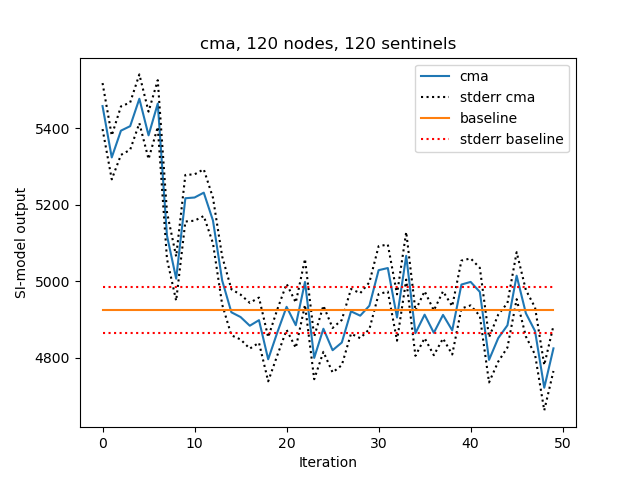 cma, 120 nodes, 120 sentinels
cma
stderr cma
baseline
stderr baseline
SI-model output
5400
5200
5000
4800
0 10 20 30 40 50
Iteration